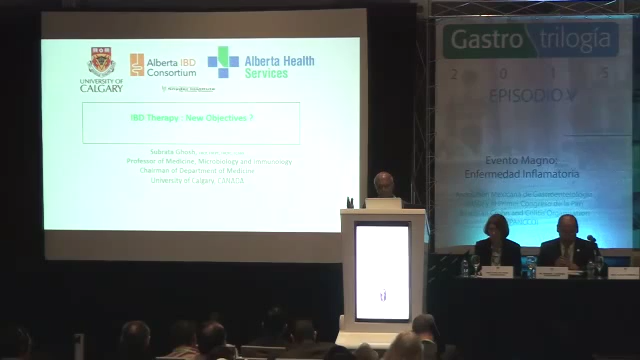 UNIVERSITY OF
CALGARY
Alberta IBD
Consortium
Alberta Health
Services
IBD Therapy : New Objectives ?
Subrata Ghosh,
Professor of Medicine, Microbiology and Immunology
Chairman of Department of Medicine
University of Calgary, CANADA
Gastro trilogía
2 0 1 5
EPISODIO V
Evento Magno:
Enfermedad Inflamatoria